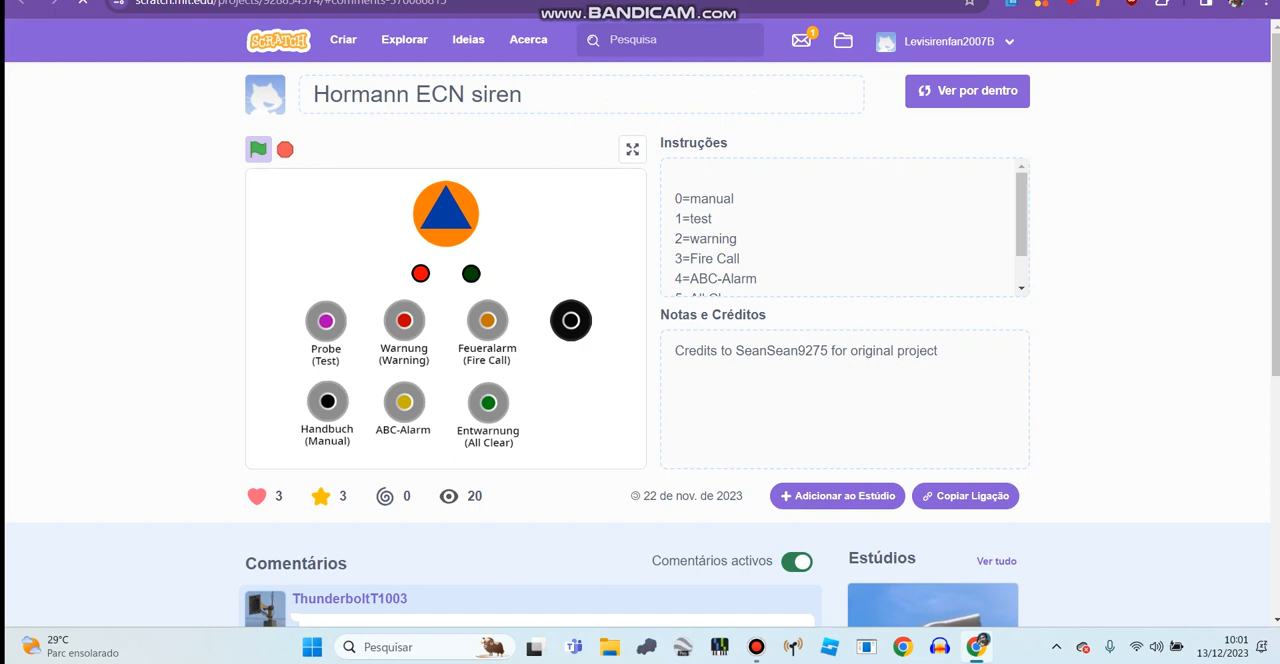 www.BANDICAM.com
SCRATCH
Criar
Explorar
Ideias
Acerca
Pesquisa
1
Levisirenfan2007B
Hormann ECN siren
Ver por dentro
Instruções
0=manual
1=test
2=warning
3=Fire Call
4=ABC-Alarm
Probe
(Test)
Warnung
(Warning)
Feueralarm
(Fire Call)
Handbuch
(Manual)
ABC-Alarm
Entwarnung
(All Clear)
Notas e Créditos
Credits to SeanSean9275 for original project
3
3
0
20
© 22 de nov. de 2023
Adicionar ao Estúdio
Copiar Ligação
Comentários
Comentários activos
Estúdios
Ver tudo
ThunderboltT1003
29°C
Parc ensolarado
Pesquisar
10:01
13/12/2023